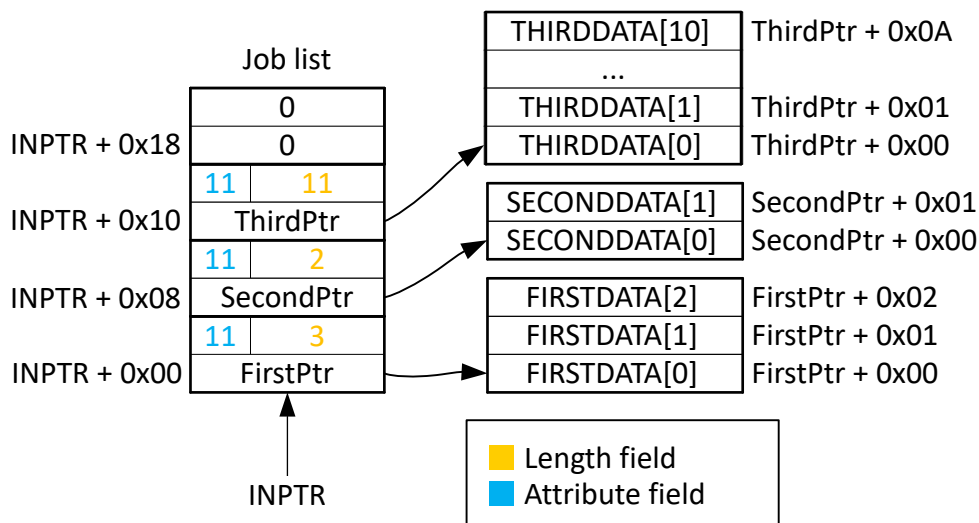 Job list
0
INPTR + 0x18 0
11 11
INPTR + 0x10 ThirdPtr
11 2
INPTR + 0x08 SecondPtr
11 3
INPTR + 0x00 FirstPtr
INPTR
THIRDDATA[10] ThirdPtr + 0x0A
...
THIRDDATA[1] ThirdPtr + 0x01
THIRDDATA[0] ThirdPtr + 0x00
SECONDDATA[1] SecondPtr + 0x01
SECONDDATA[0] SecondPtr + 0x00
FIRSTDATA[2] FirstPtr + 0x02
FIRSTDATA[1] FirstPtr + 0x01
FIRSTDATA[0] FirstPtr + 0x00
Length field
Attribute field